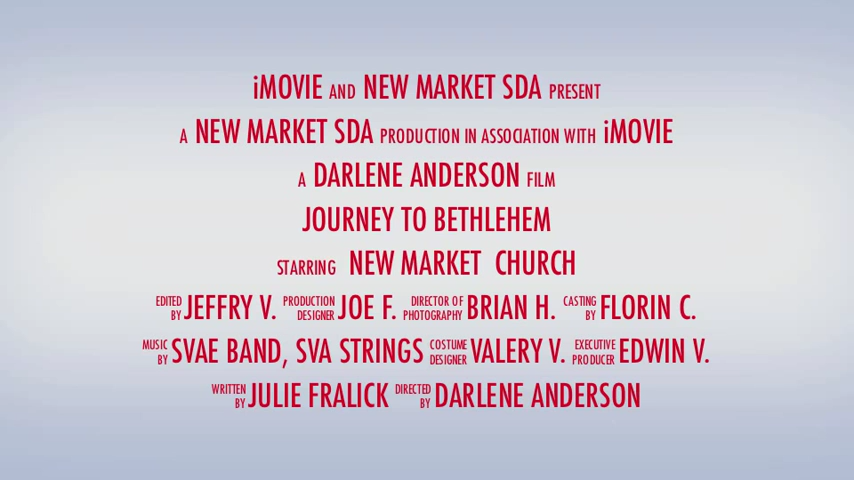 iMOVIE AND NEW MARKET SDA PRESENT
A NEW MARKET SDA PRODUCTION IN ASSOCIATION WITH iMOVIE
A DARLENE ANDERSON FILM
JOURNEY TO BETHLEHEM
STARRING NEW MARKET CHURCH
EDITED BY JEFFRY V. PRODUCTION DESIGNER JOE F. DIRECTOR OF PHOTOGRAPHY BRIAN H. CASTING BY FLORIN C.
MUSIC BY SVAE BAND, SVA STRINGS COSTUME DESIGNER VALERY V. EXECUTIVE PRODUCER EDWIN V.
WRITTEN BY JULIE FRALICK DIRECTED BY DARLENE ANDERSON